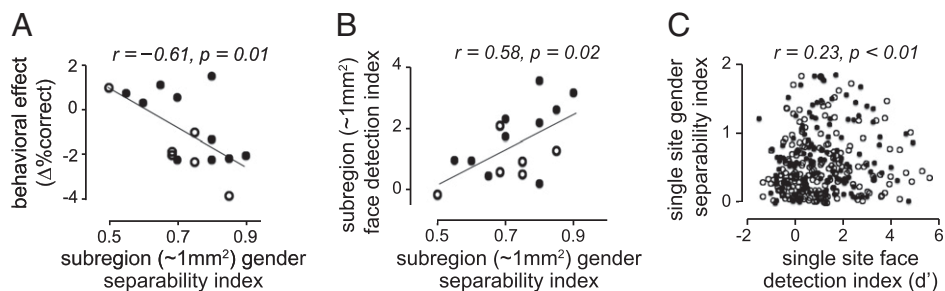 A
r = −0.61, p = 0.01
behavioral effect
(Δ%correct)
2
0
-2
-4
0.5 0.7 0.9
subregion (~1mm²) gender
separability index
B
r = 0.58, p = 0.02
subregion (~1mm²)
face detection index
4
2
0
0.5 0.7 0.9
subregion (~1mm²) gender
separability index
C
r = 0.23, p < 0.01
single site gender
separability index
2
1
0
-2 0 2 4 6
single site face
detection index (d')